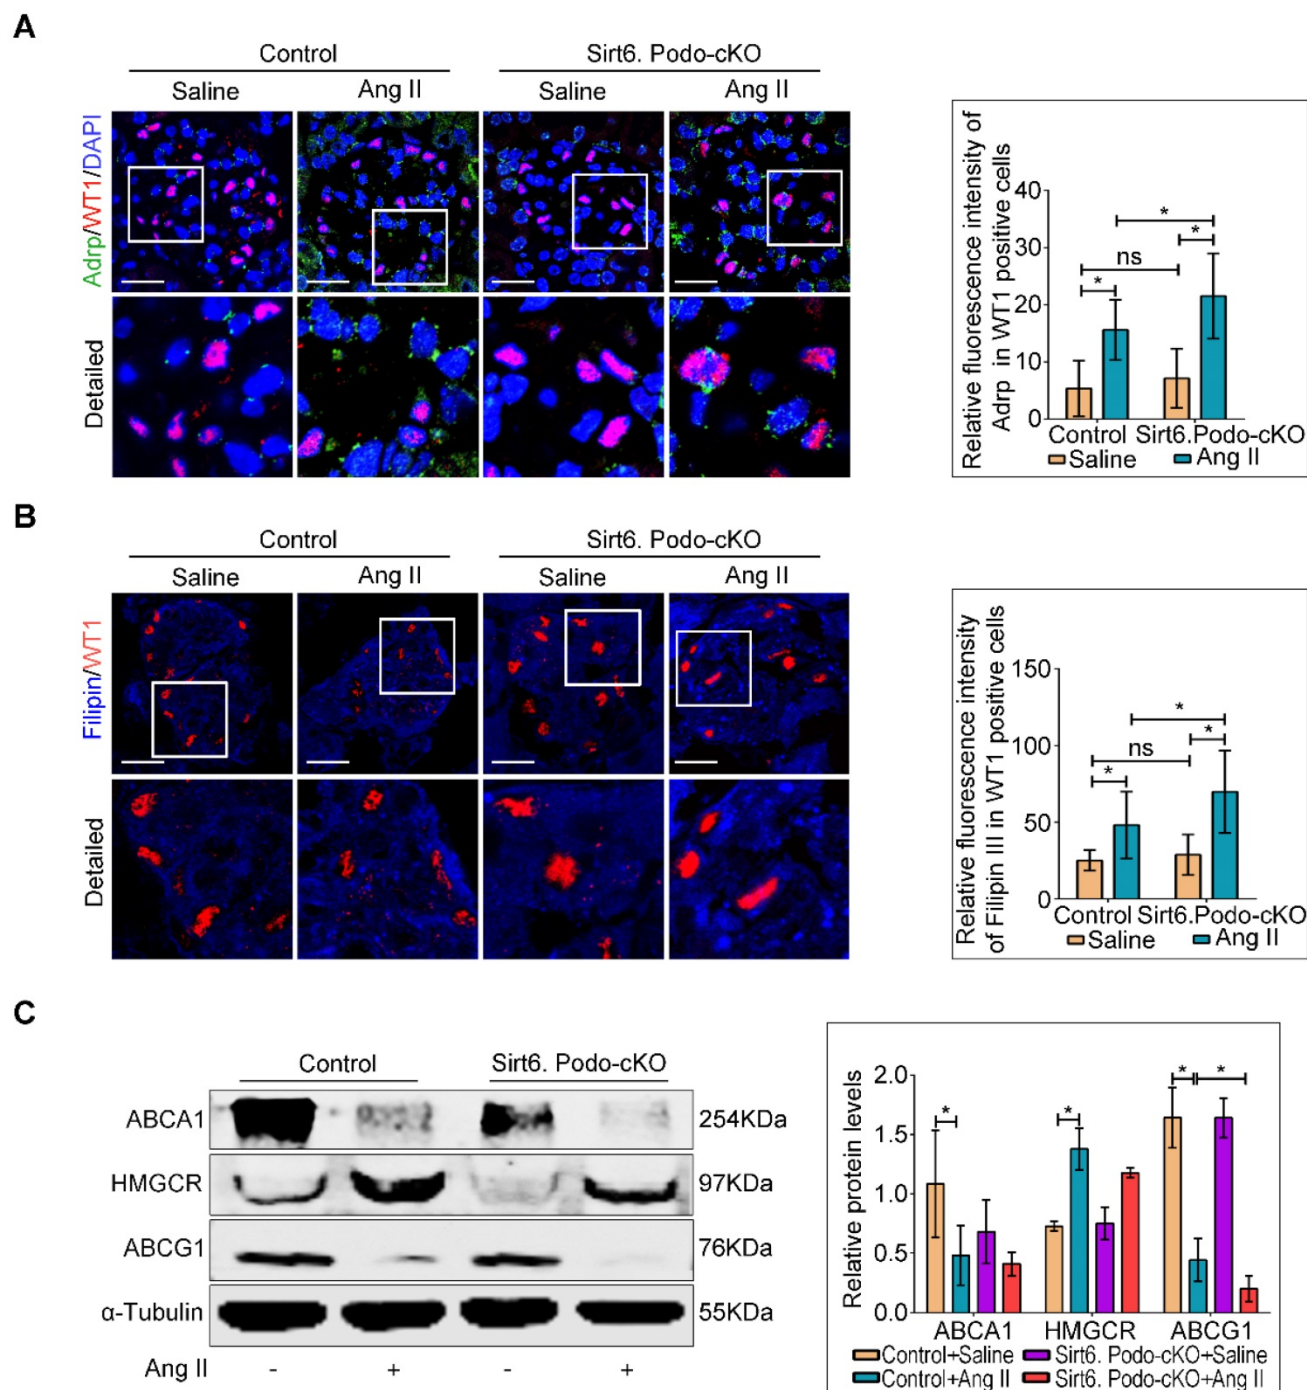 A
Control
Sirt6. Podo-cKO
Saline
Ang II
Saline
Ang II
Adrp/WT1/DAPI
Detailed
Relative fluorescence intensity of
Adrp in WT1 positive cells
40
30
20
10
0
*
*
ns
*
Control
Sirt6.Podo-cKO
Saline
Ang II
B
Control
Sirt6. Podo-cKO
Saline
Ang II
Saline
Ang II
Filipin/WT1
Detailed
Relative fluorescence intensity
of Filipin III in WT1 positive cells
150
100
50
0
*
*
ns
*
Control
Sirt6.Podo-cKO
Saline
Ang II
C
Control
Sirt6. Podo-cKO
ABCA1
254KDa
HMGCR
97KDa
ABCG1
76KDa
α-Tubulin
55KDa
Ang II
-
+
-
+
Relative protein levels
2.0
1.5
1.0
0.5
0.0
*
*
*
*
ABCA1
HMGCR
ABCG1
Control+Saline
Sirt6. Podo-cKO+Saline
Control+Ang II
Sirt6. Podo-cKO+Ang II